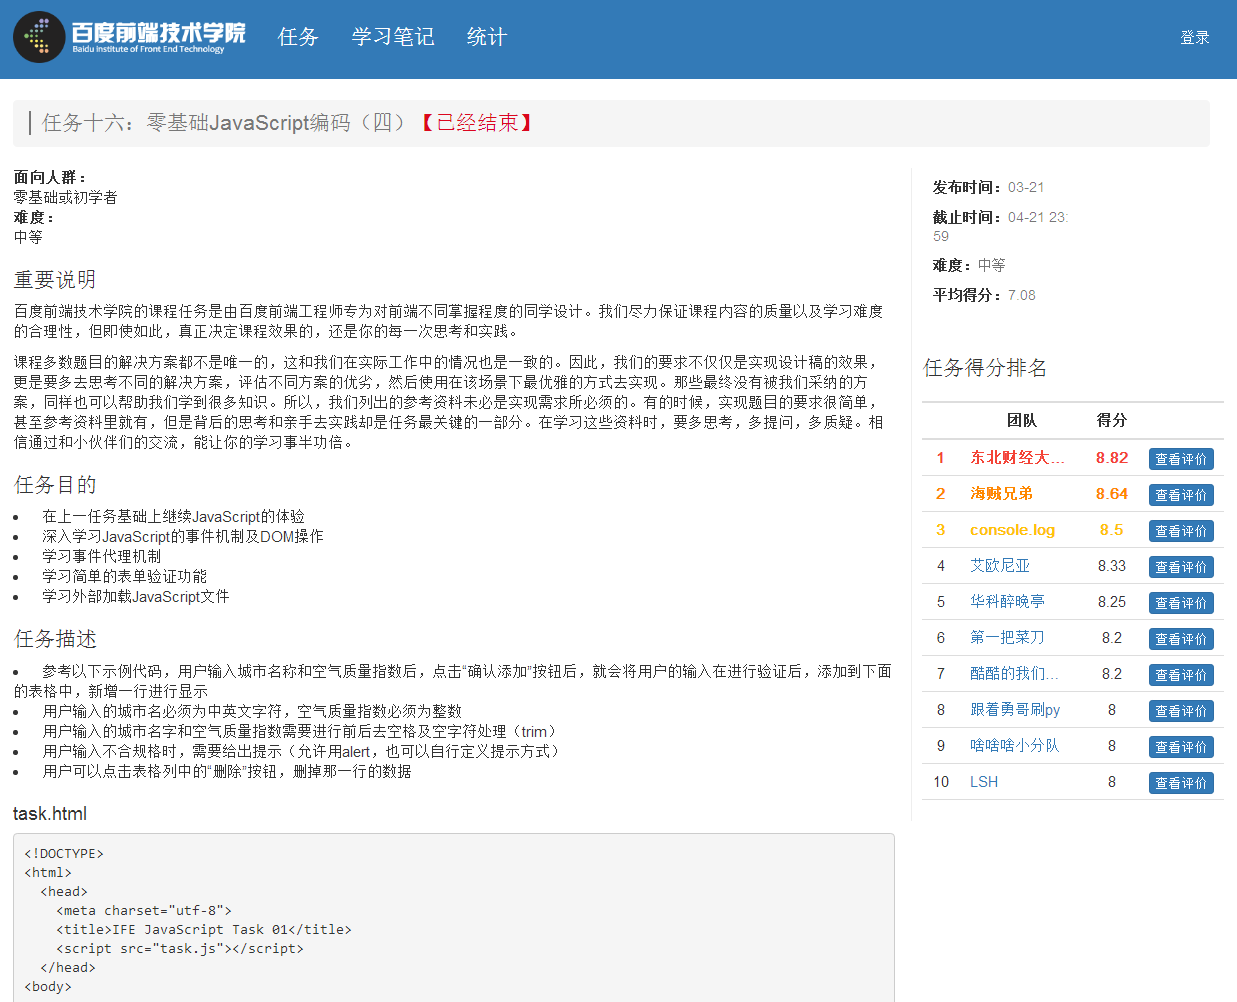 百度前端技术学院
Baidu Institute of Front End Technology
任务 学习笔记 统计
登录
任务十六：零基础JavaScript编码（四）【已经结束】
面向人群：
零基础或初学者
难度：
中等
重要说明
百度前端技术学院的课程任务是由百度前端工程师专为对前端不同掌握程度的同学设计。我们尽力保证课程内容的质量以及学习难度
的合理性，但即使如此，真正决定课程效果的，还是你的每一次思考和实践。
课程多数题目的解决方案都不是唯一的，这和我们在实际工作中的情况也是一致的。因此，我们的要求不仅仅是实现设计稿的效果，
更是要多去思考不同的解决方案，评估不同方案的优劣，然后使用在该场景下最优雅的方式去实现。那些最终没有被我们采纳的方
案，同样也可以帮助我们学到很多知识。所以，我们列出的参考资料未必是实现需求所必须的。有的时候，实现题目的要求很简单，
甚至参考资料里就有，但是背后的思考和亲手去实践却是任务最关键的一部分。在学习这些资料时，要多思考，多提问，多质疑。相
信通过和小伙伴们的交流，能让你的学习事半功倍。
任务目的
• 在上一任务基础上继续JavaScript的体验
• 深入学习JavaScript的事件机制及DOM操作
• 学习事件代理机制
• 学习简单的表单验证功能
• 学习外部加载JavaScript文件
任务描述
• 参考以下示例代码，用户输入城市名称和空气质量指数后，点击“确认添加”按钮后，就会将用户的输入在进行验证后，添加到下面
的表格中，新增一行进行显示
• 用户输入的城市名必须为中英文字符，空气质量指数必须为整数
• 用户输入的城市名字和空气质量指数需要进行前后去空格及空字符处理（trim）
• 用户输入不合规格时，需要给出提示（允许用alert，也可以自行定义提示方式）
• 用户可以点击表格列中的“删除”按钮，删掉那一行的数据
task.html
<!DOCTYPE>
<html>
<head>
<meta charset="utf-8">
<title>IFE JavaScript Task 01</title>
<script src="task.js"></script>
</head>
<body>
发布时间：03-21
截止时间：04-21 23:
59
难度：中等
平均得分：7.08
任务得分排名
团队 得分
1 东北财经大... 8.82 查看评价
2 海贼兄弟 8.64 查看评价
3 console.log 8.5 查看评价
4 艾欧尼亚 8.33 查看评价
5 华科醉晚亭 8.25 查看评价
6 第一把菜刀 8.2 查看评价
7 酷酷的我们... 8.2 查看评价
8 跟着勇哥刷py 8 查看评价
9 啥啥啥小分队 8 查看评价
10 LSH 8 查看评价